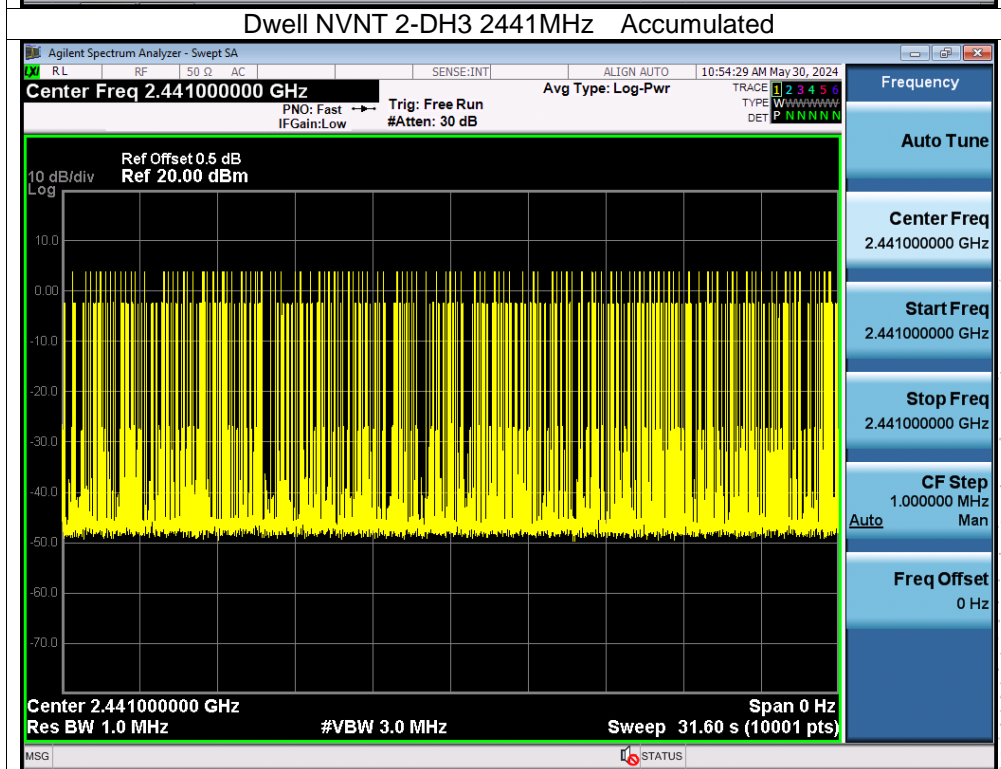 Dwell NVNT 2-DH3 2441MHz Accumulated
Agilent Spectrum Analyzer - Swept SA
LXI RL RF 50 Ω AC SENSE:INT ALIGN AUTO 10:54:29 AM May 30, 2024
Center Freq 2.441000000 GHz
PNO: Fast
IFGain:Low
Trig: Free Run
#Atten: 30 dB
Avg Type: Log-Pwr
TRACE 1 2 3 4 5 6
TYPE WWWWWWW
DET P N N N N N
Ref Offset 0.5 dB
10 dB/div Ref 20.00 dBm
Log
10.0
0.00
-10.0
-20.0
-30.0
-40.0
-50.0
-60.0
-70.0
Center 2.441000000 GHz Span 0 Hz
Res BW 1.0 MHz #VBW 3.0 MHz Sweep 31.60 s (10001 pts)
MSG STATUS
Frequency
Auto Tune
Center Freq
2.441000000 GHz
Start Freq
2.441000000 GHz
Stop Freq
2.441000000 GHz
CF Step
1.000000 MHz
Auto Man
Freq Offset
0 Hz